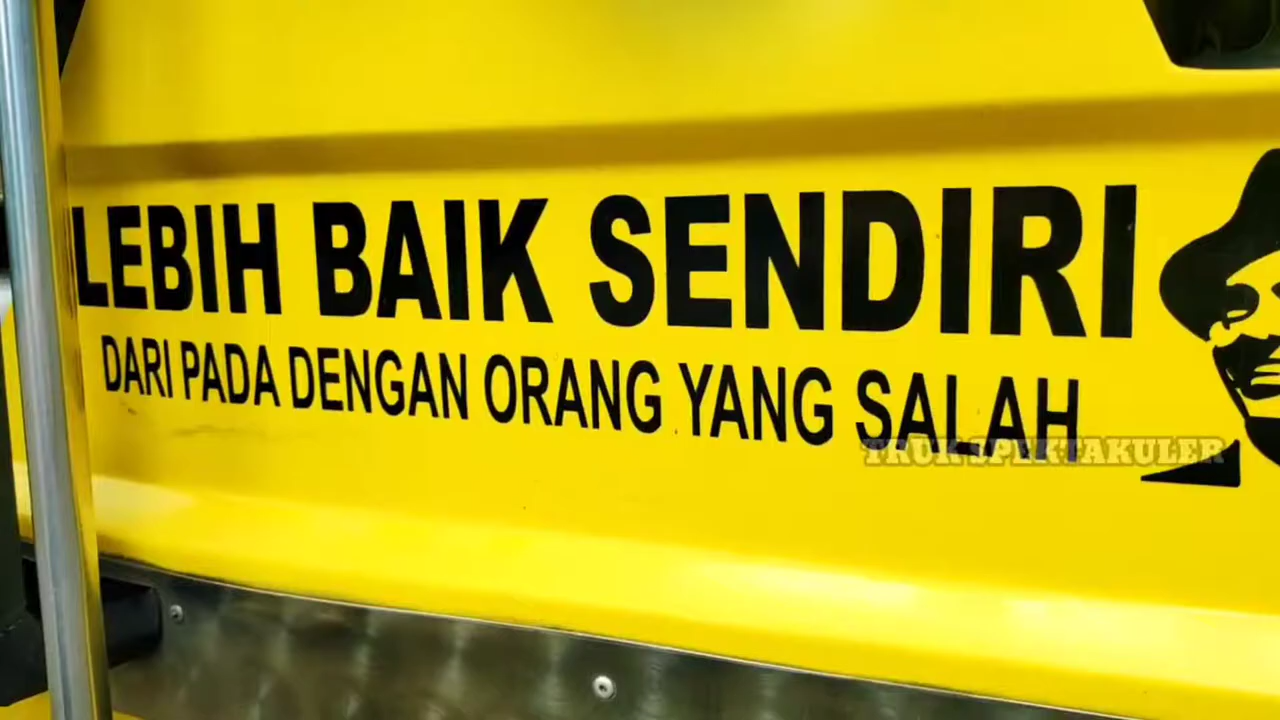 LEBIH BAIK SENDIRI
DARI PADA DENGAN ORANG YANG SALAH
TRUK SPEKTAKULER